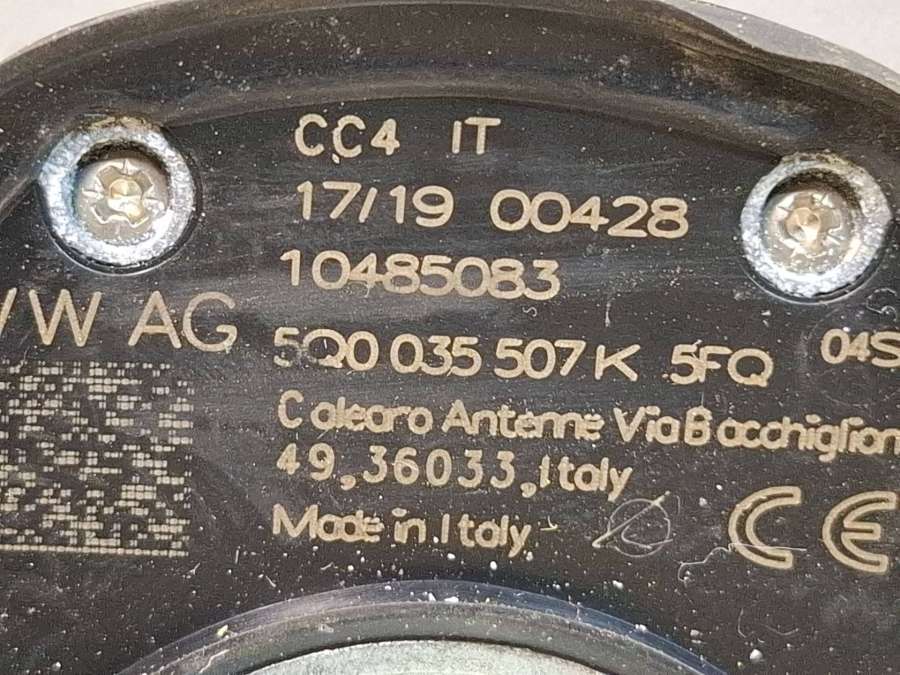 CC4 IT
17/19 00428
10485083
VW AG
5Q0 035 507 K 5FQ 04S
Calearo Antenne Via Bacchiglion
49, 36033, Italy
Made in Italy
CE